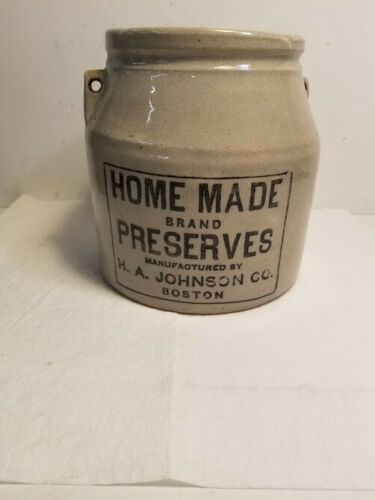 HOME MADE
BRAND
PRESERVES
MANUFACTURED BY
H. A. JOHNSON CO.
BOSTON